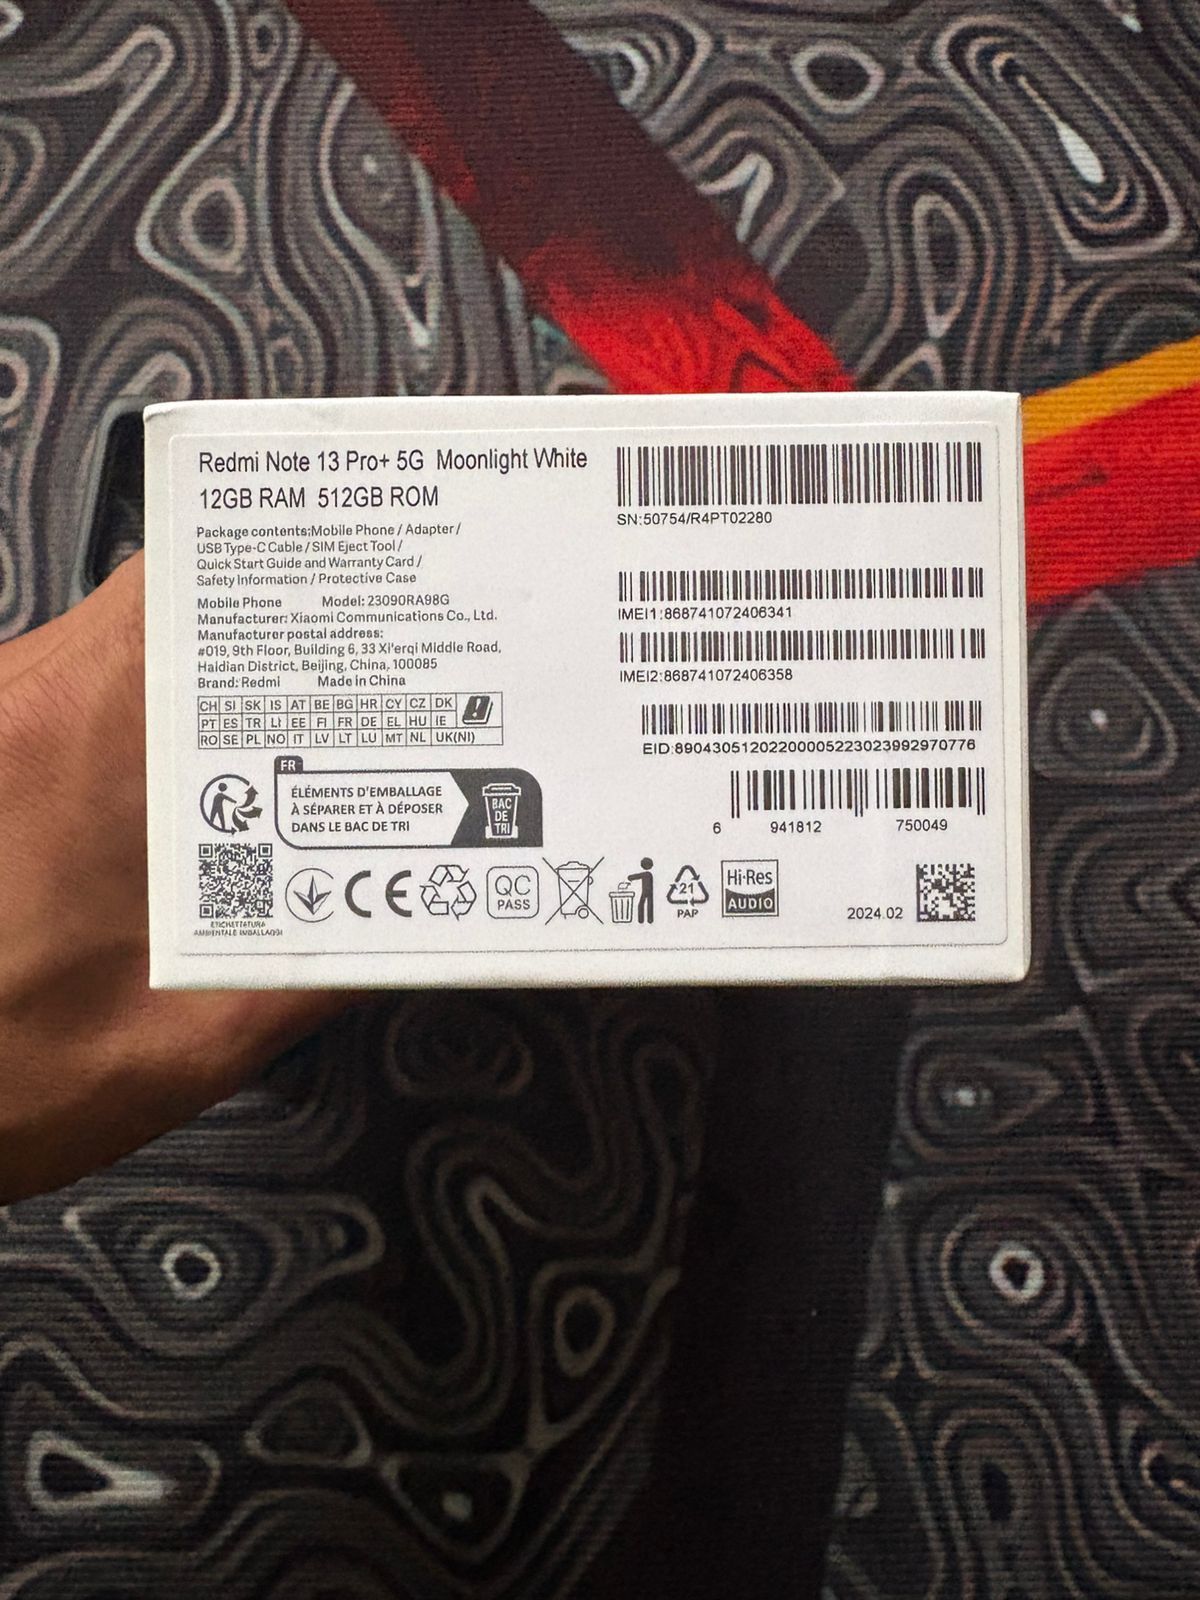 Redmi Note 13 Pro+ 5G Moonlight White
12GB RAM 512GB ROM
Package contents:Mobile Phone / Adapter /
USB Type-C Cable / SIM Eject Tool /
Quick Start Guide and Warranty Card /
Safety Information / Protective Case
Mobile Phone Model: 23090RA98G
Manufacturer: Xiaomi Communications Co., Ltd.
Manufacturer postal address:
#019, 9th Floor, Building 6, 33 Xi'erqi Middle Road,
Haidian District, Beijing, China, 100085
Brand: Redmi Made in China
CH SI SK IS AT BE BG HR CY CZ DK
PT ES TR LI EE FI FR DE EL HU IE
RO SE PL NO IT LV LT LU MT NL UK(NI)
FR
ÉLÉMENTS D'EMBALLAGE
À SÉPARER ET À DÉPOSER
DANS LE BAC DE TRI
BAC
DE
TRI
ETICHETTATURA
AMBIENTALE IMBALLAGGI
CE
QC
PASS
21
PAP
Hi-Res
AUDIO
SN:50754/R4PT02280
IMEI1:868741072406341
IMEI2:868741072406358
EID:89043051202200005223023992970776
6 941812 750049
2024.02